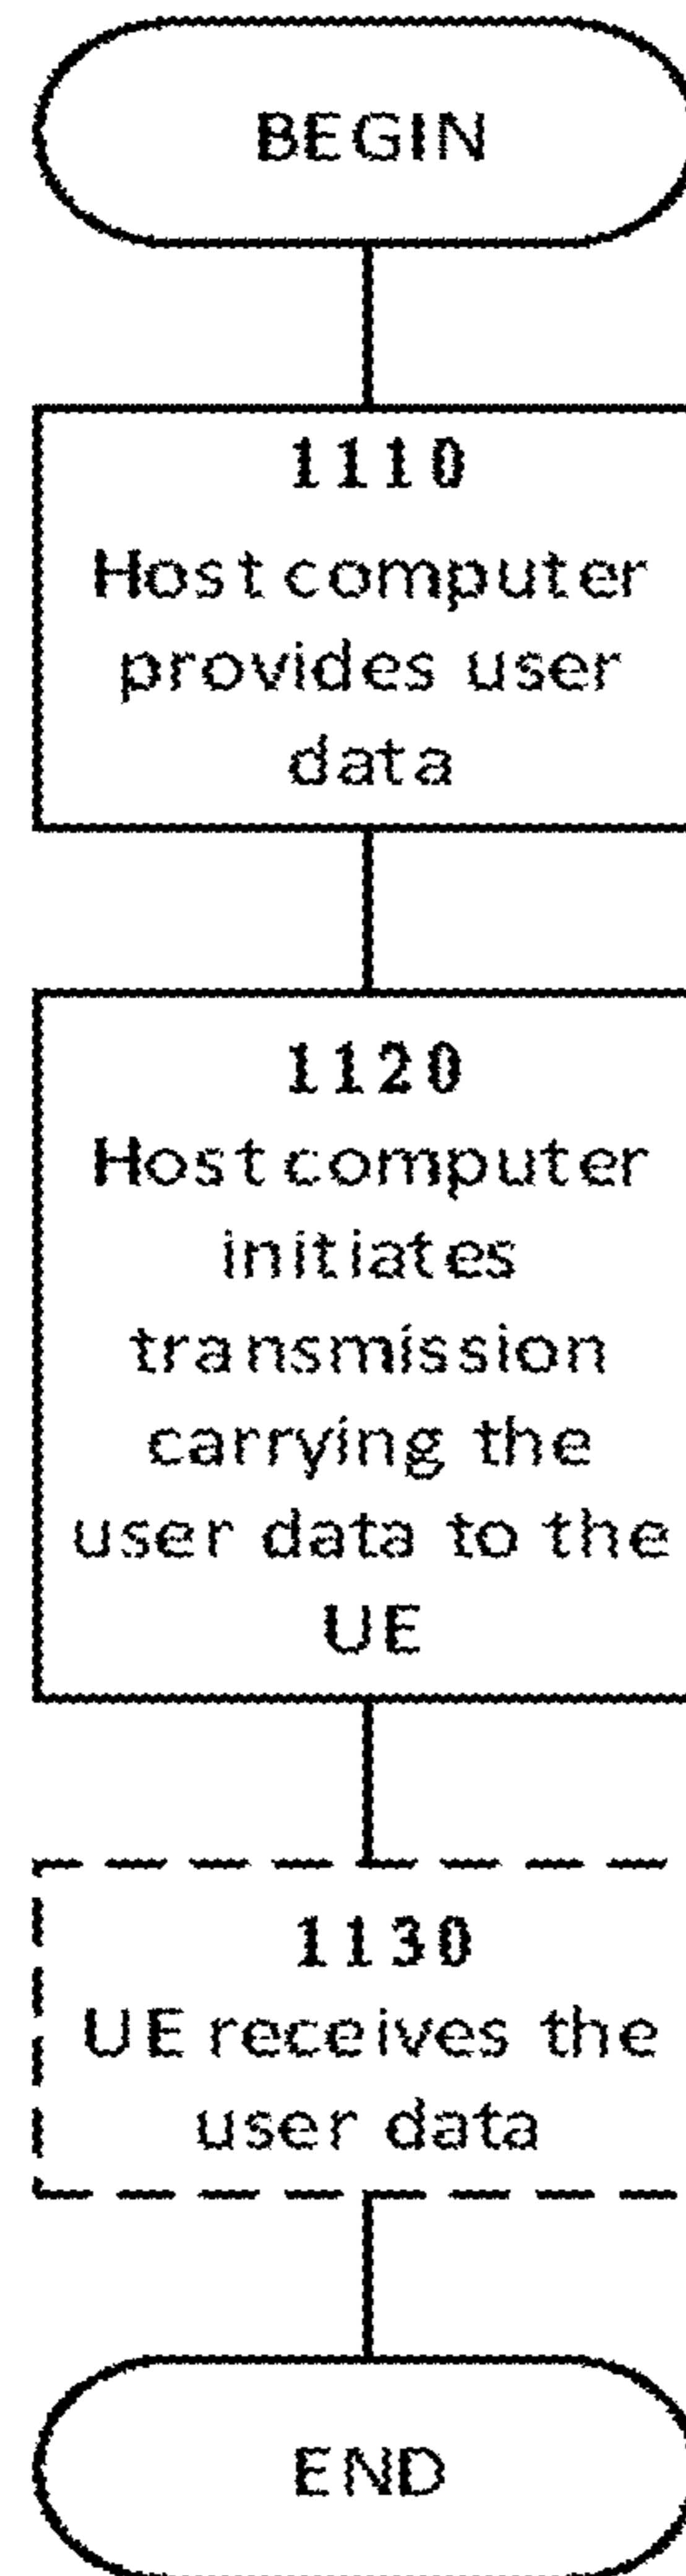 BEGIN
1110
Host computer
provides user
data
1120
Host computer
initiates
transmission
carrying the
user data to the
UE
1130
UE receives the
user data
END